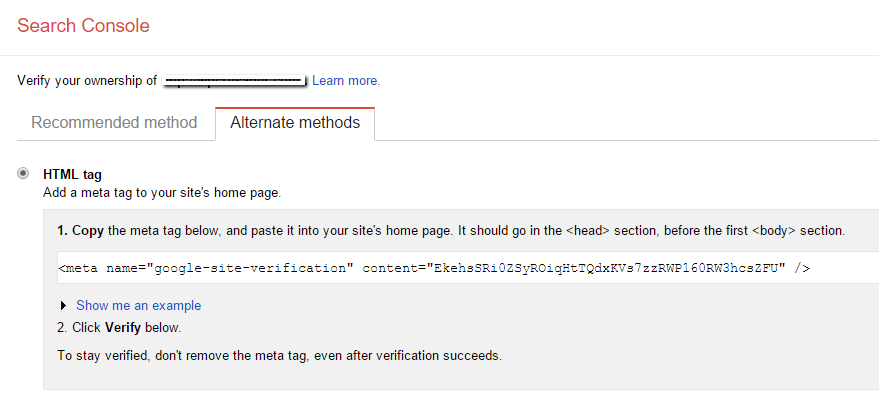 Search Console
Verify your ownership of Learn more.
Recommended method Alternate methods
HTML tag
Add a meta tag to your site's home page.
1. Copy the meta tag below, and paste it into your site's home page. It should go in the <head> section, before the first <body> section.
<meta name="google-site-verification" content="EkehsSRi0ZSyROiqHtTQdxKVs7zzRWP160RW3hcsZFU" />
Show me an example
2. Click Verify below.
To stay verified, don't remove the meta tag, even after verification succeeds.